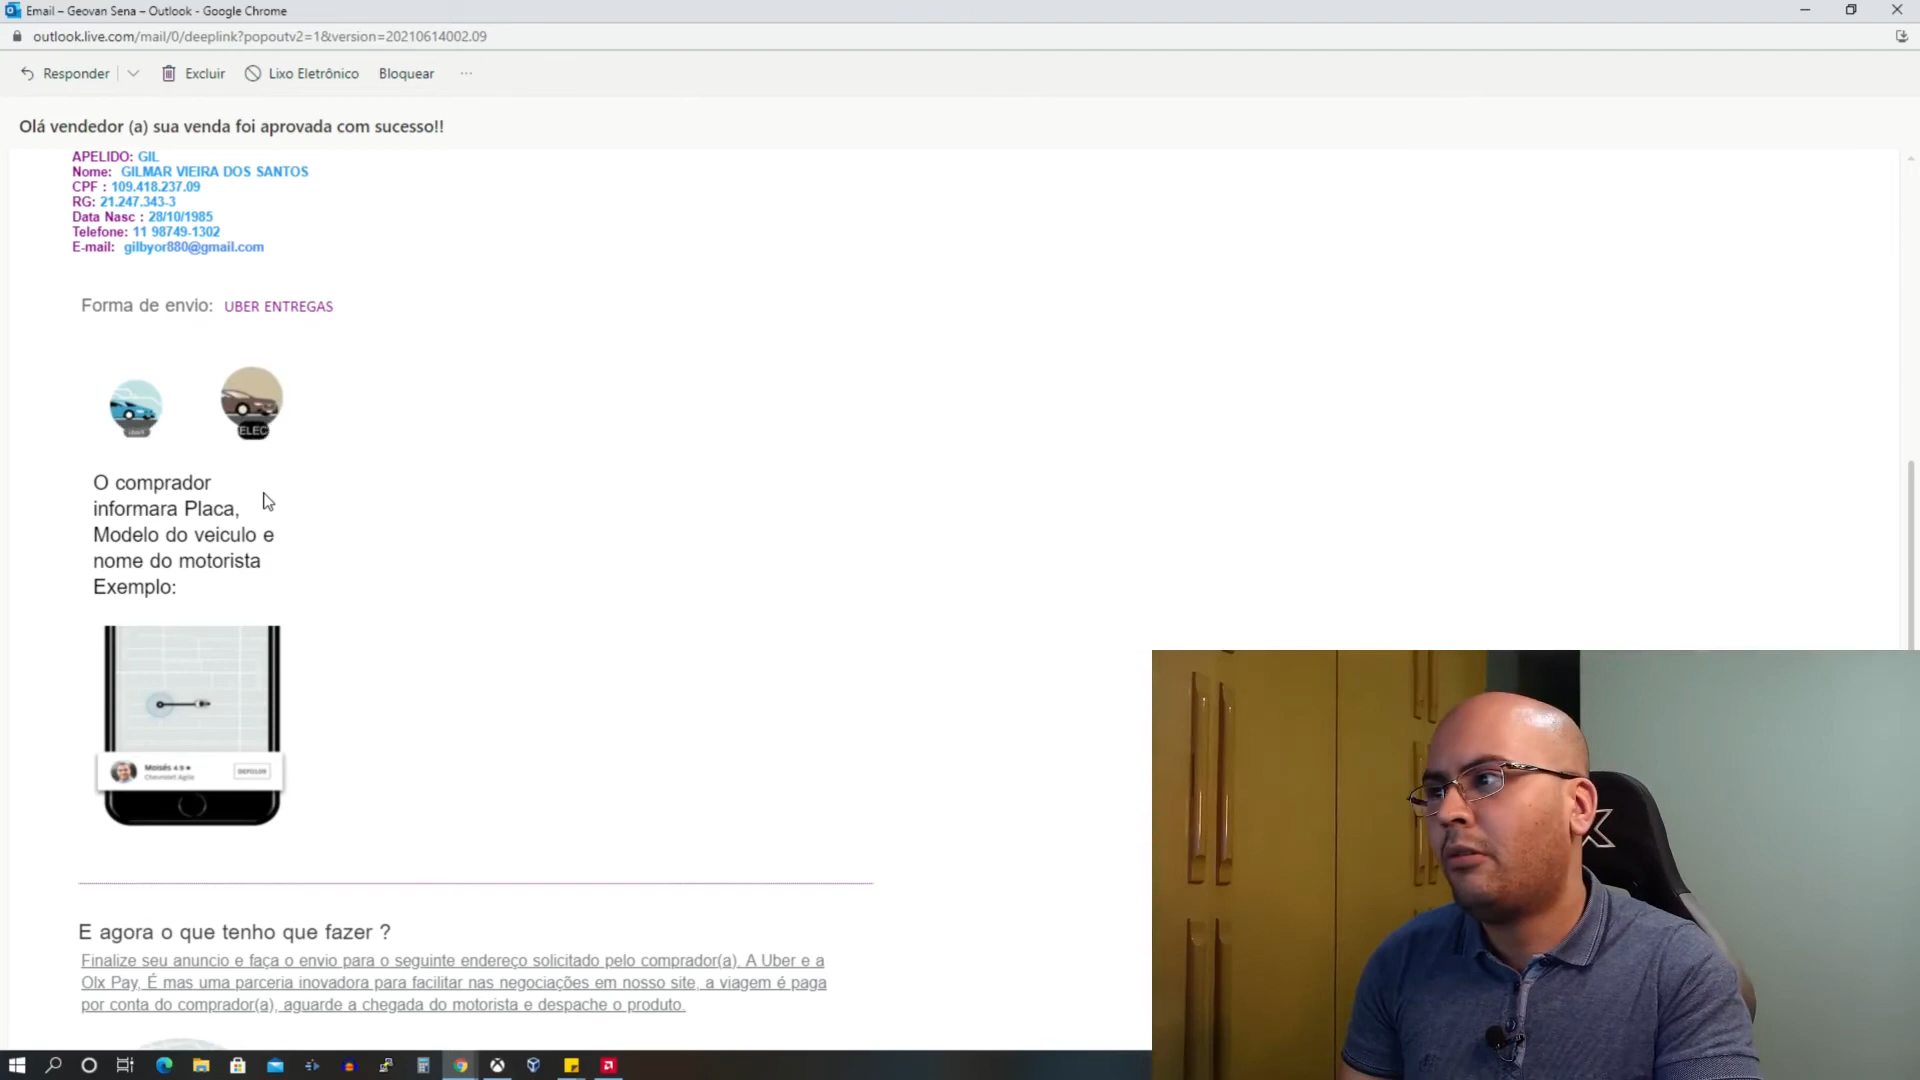 Email – Geovan Sena – Outlook - Google Chrome
outlook.live.com/mail/0/deeplink?popoutv2=1&version=20210614002.09
Responder
Excluir
Lixo Eletrônico
Bloquear
Olá vendedor (a) sua venda foi aprovada com sucesso!!
APELIDO: GIL
Nome: GILMAR VIEIRA DOS SANTOS
CPF : 109.418.237.09
RG: 21.247.343-3
Data Nasc : 28/10/1985
Telefone: 11 98749-1302
E-mail: gilbyor880@gmail.com
Forma de envio: UBER ENTREGAS
ELEC
O comprador
informara Placa,
Modelo do veiculo e
nome do motorista
Exemplo:
Moisés 4.9 ★
Chevrolet Agile
E agora o que tenho que fazer ?
Finalize seu anuncio e faça o envio para o seguinte endereço solicitado pelo comprador(a). A Uber e a
Olx Pay, É mas uma parceria inovadora para facilitar nas negociações em nosso site, a viagem é paga
por conta do comprador(a), aguarde a chegada do motorista e despache o produto.